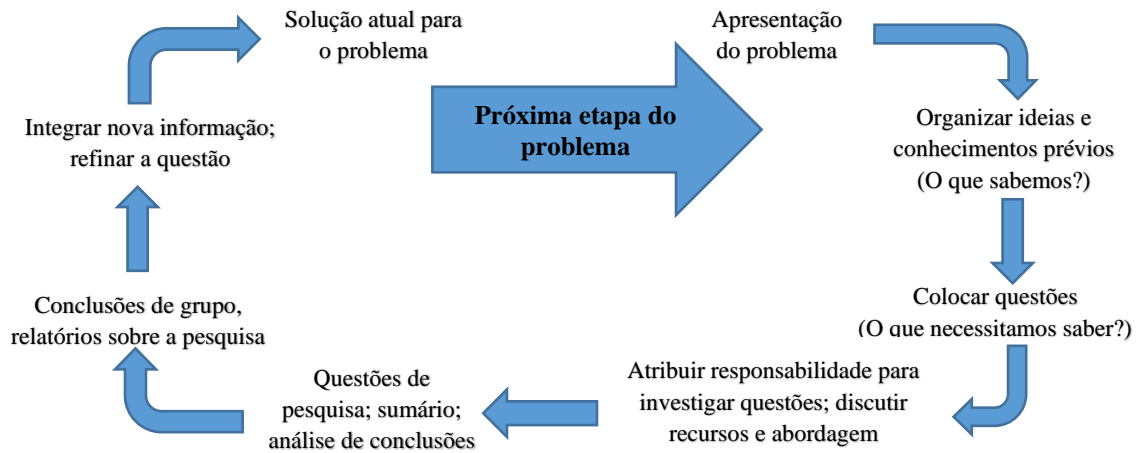 Solução atual para
o problema
Apresentação
do problema
Próxima etapa do
problema
Organizar ideias e
conhecimentos prévios
(O que sabemos?)
Colocar questões
(O que necessitamos saber?)
Atribuir responsabilidade para
investigar questões; discutir
recursos e abordagem
Questões de
pesquisa; sumário;
análise de conclusões
Conclusões de grupo,
relatórios sobre a pesquisa
Integrar nova informação;
refinar a questão